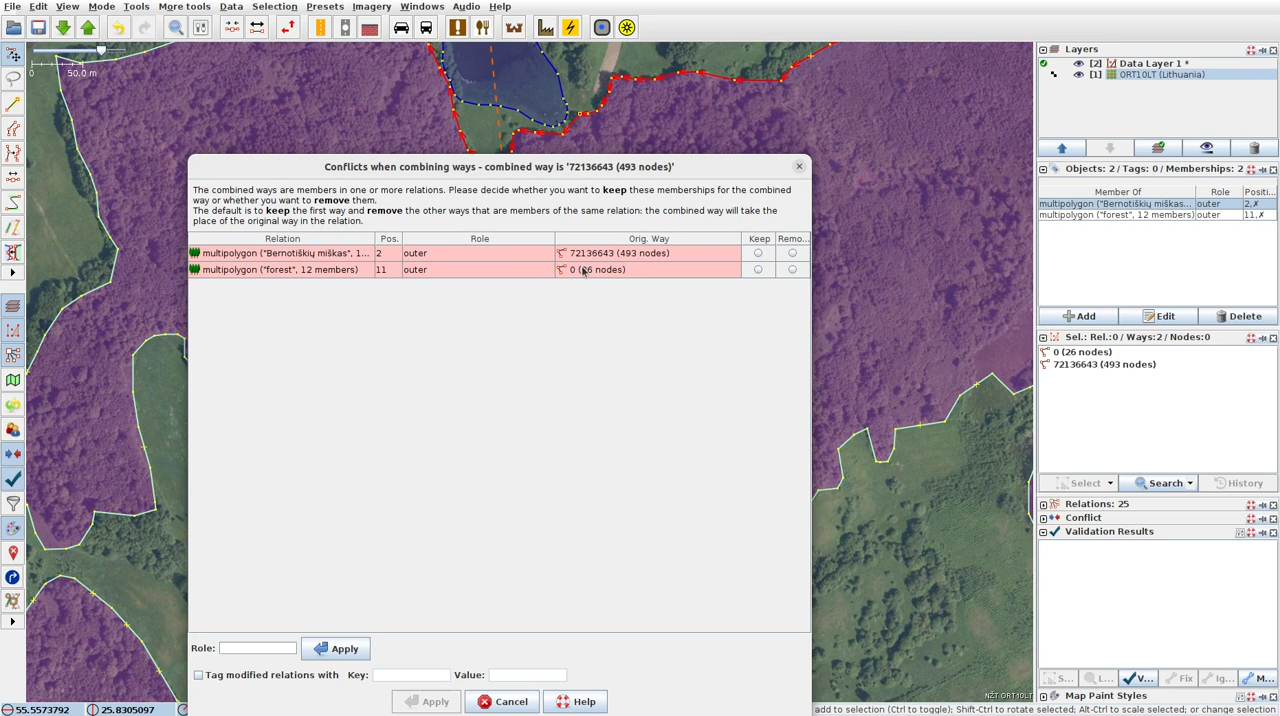 File Edit View Mode Tools More tools Data Selection Presets Imagery Windows Audio Help
0 50.0 m
Layers
[2] Data Layer 1 *
[1] ORT10LT (Lithuania)
Objects: 2 / Tags: 0 / Memberships: 2
Member Of Role Positi...
multipolygon ("Bernotiškių miškas... outer 2,✗
multipolygon ("forest", 12 members) outer 11,✗
Add Edit Delete
Sel.: Rel.:0 / Ways:2 / Nodes:0
0 (26 nodes)
72136643 (493 nodes)
Select Search History
Relations: 25
Conflict
Validation Results
S... L... V... Fix Ig... M...
Map Paint Styles
Conflicts when combining ways - combined way is '72136643 (493 nodes)'
The combined ways are members in one or more relations. Please decide whether you want to keep these memberships for the combined
way or whether you want to remove them.
The default is to keep the first way and remove the other ways that are members of the same relation: the combined way will take the
place of the original way in the relation.
Relation Pos. Role Orig. Way Keep Remo...
multipolygon ("Bernotiškių miškas", 1... 2 outer 72136643 (493 nodes)
multipolygon ("forest", 12 members) 11 outer 0 (26 nodes)
Role: Apply
Tag modified relations with Key: Value:
Apply Cancel Help
NŽT ORT10LT
55.5573792 25.8305097 add to selection (Ctrl to toggle); Shift-Ctrl to rotate selected; Alt-Ctrl to scale selected; or change selection